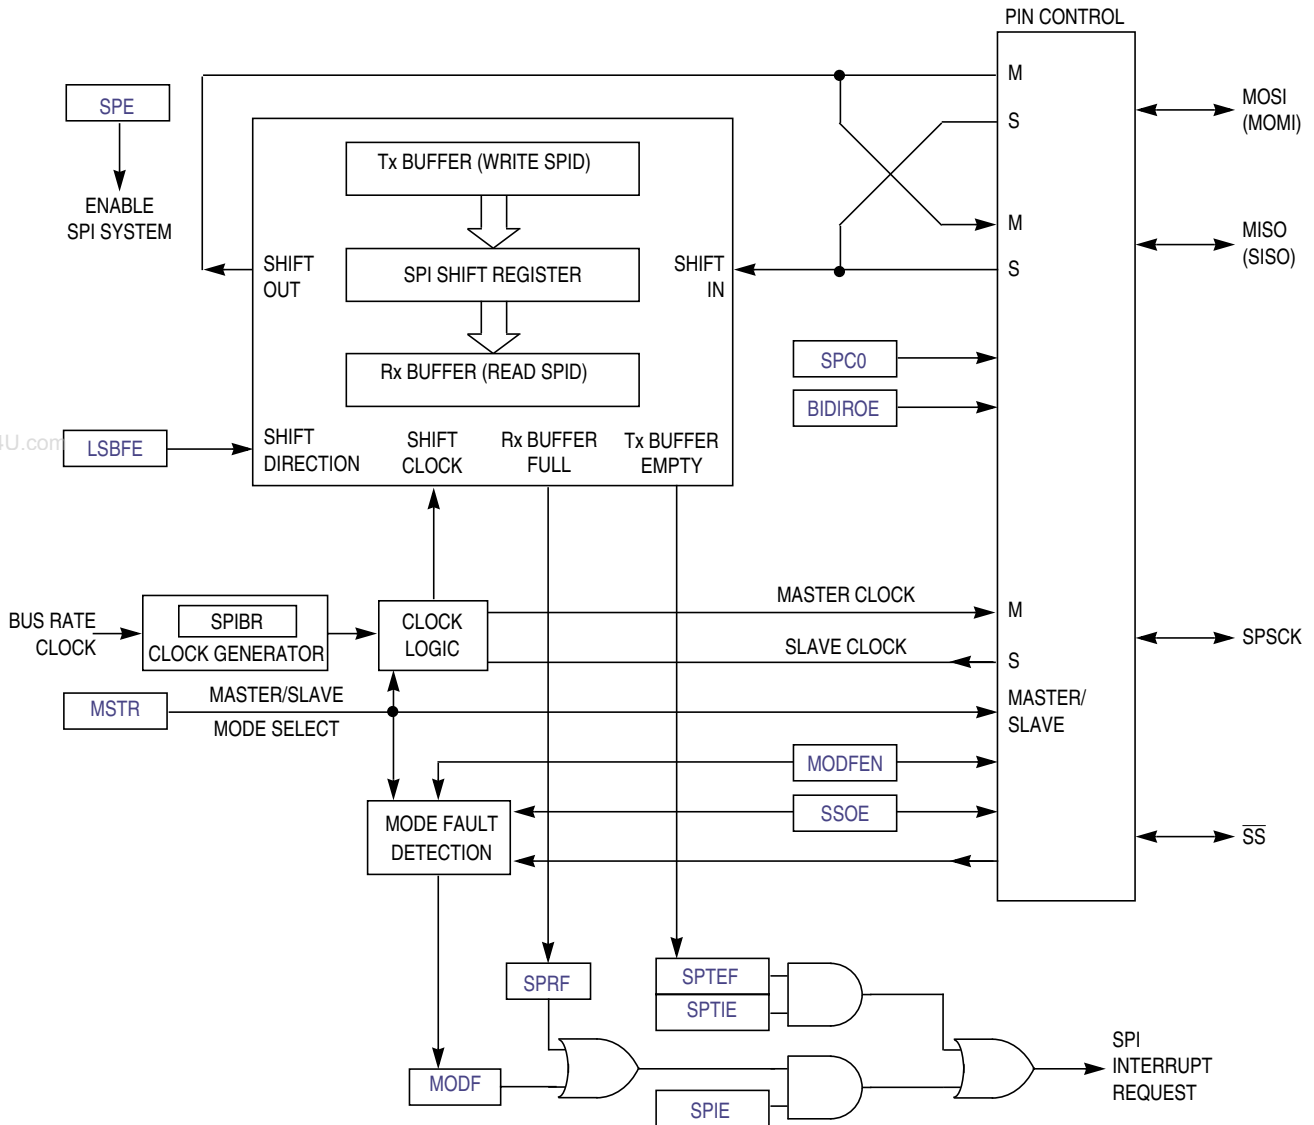 PIN CONTROL
M
SPE
MOSI
(MOMI)
S
Tx BUFFER (WRITE SPID)
ENABLE
SPI SYSTEM
M
MISO
(SISO)
SHIFT
OUT
SPI SHIFT REGISTER
SHIFT
IN
S
SPC0
Rx BUFFER (READ SPID)
BIDIROE
4U.com
LSBFE
SHIFT
DIRECTION
SHIFT
CLOCK
Rx BUFFER
FULL
Tx BUFFER
EMPTY
BUS RATE
CLOCK
SPIBR
CLOCK GENERATOR
CLOCK
LOGIC
MASTER CLOCK
M
SLAVE CLOCK
S
SPSCK
MSTR
MASTER/SLAVE
MODE SELECT
MASTER/
SLAVE
MODFEN
SSOE
MODE FAULT
DETECTION
SS
SPRF
SPTEF
SPTIE
MODF
SPIE
SPI
INTERRUPT
REQUEST